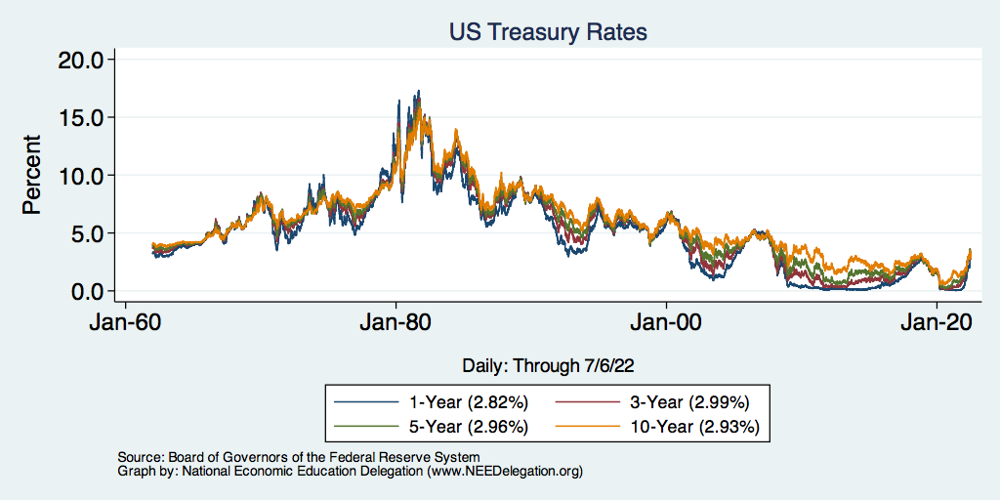 US Treasury Rates
Percent
20.0
15.0
10.0
5.0
0.0
Jan-60 Jan-80 Jan-00 Jan-20
Daily: Through 7/6/22
1-Year (2.82%) 3-Year (2.99%)
5-Year (2.96%) 10-Year (2.93%)
Source: Board of Governors of the Federal Reserve System
Graph by: National Economic Education Delegation (www.NEEDelegation.org)